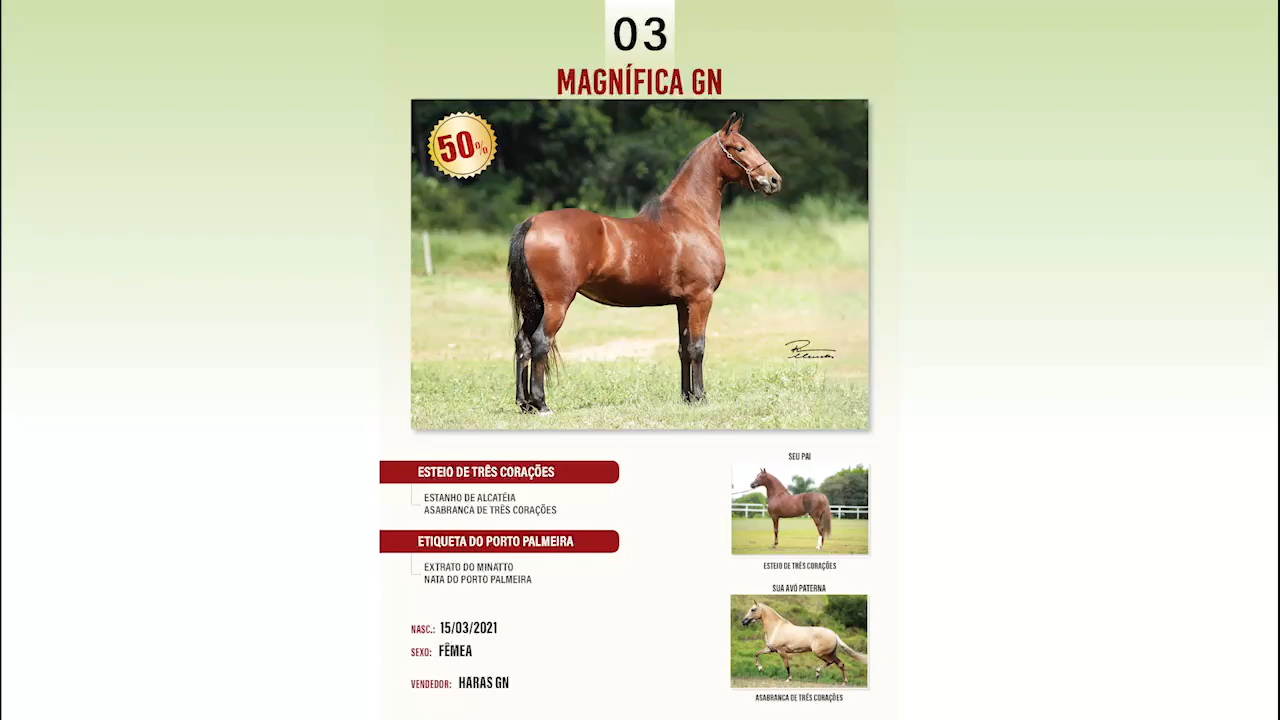 03
MAGNÍFICA GN
50%
ESTEIO DE TRÊS CORAÇÕES
ESTANHO DE ALCATÉIA
ASABRANCA DE TRÊS CORAÇÕES
ETIQUETA DO PORTO PALMEIRA
EXTRATO DO MINATTO
NATA DO PORTO PALMEIRA
NASC.: 15/03/2021
SEXO: FÊMEA
VENDEDOR: HARAS GN
SEU PAI
ESTEIO DE TRÊS CORAÇÕES
SUA AVÓ PATERNA
ASABRANCA DE TRÊS CORAÇÕES